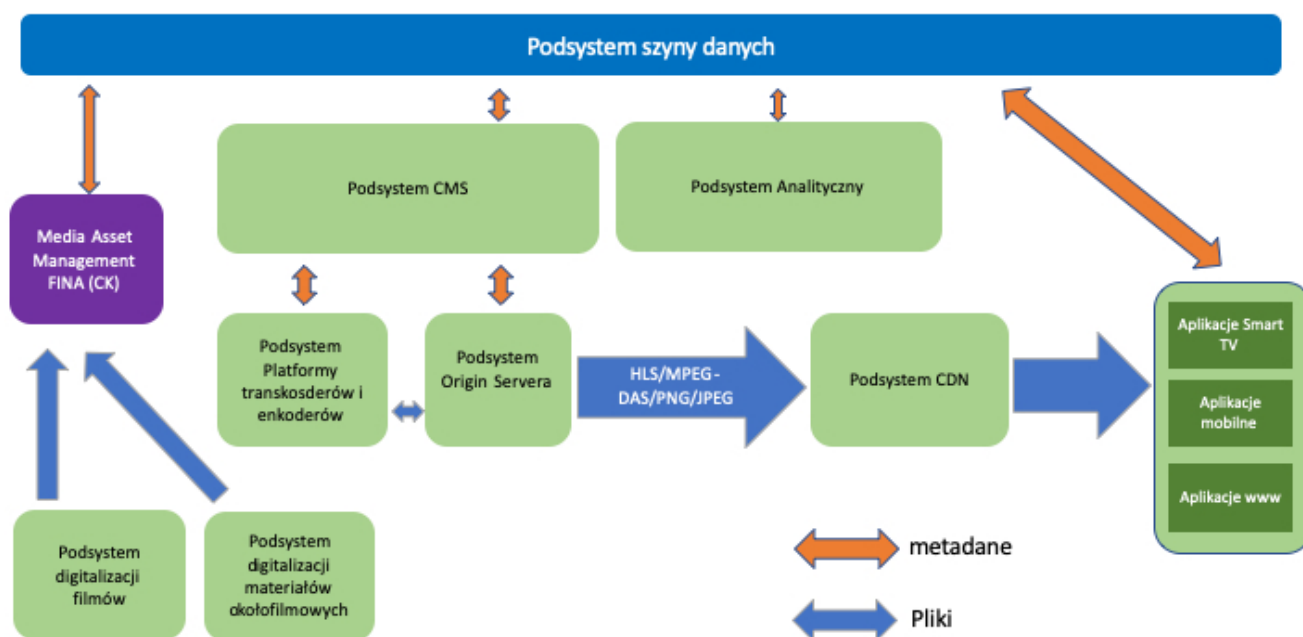 Podsystem szyny danych
Podsystem CMS
Podsystem Analityczny
Media Asset
Management
FINA (CK)
Podsystem
Platformy
transkosderów i
enkoderów
Podsystem
Origin Servera
HLS/MPEG-
DAS/PNG/JPEG
Podsystem CDN
Aplikacje Smart
TV
Aplikacje
mobilne
Aplikacje www
Podsystem
digitalizacji
filmów
Podsystem
digitalizacji
materiałów
okołofilmowych
metadane
Pliki